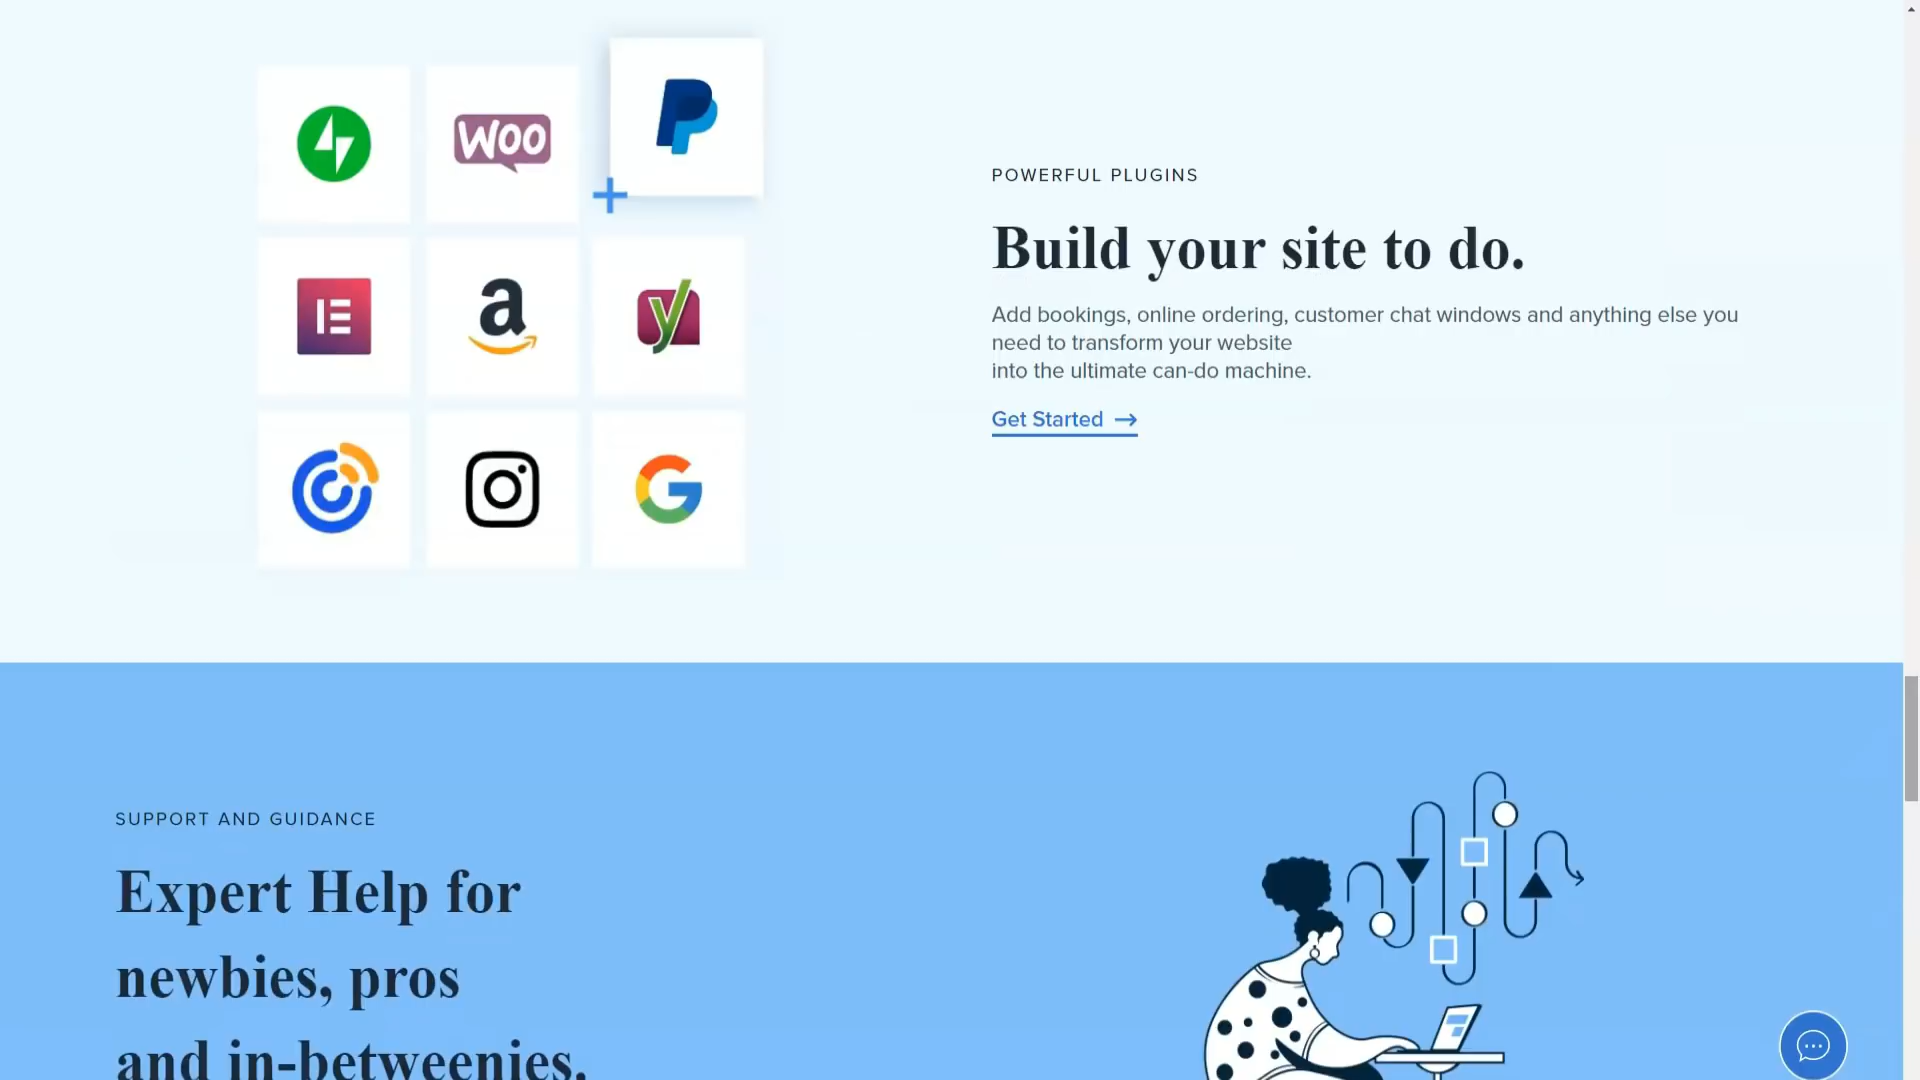 WOO
POWERFUL PLUGINS
Build your site to do.
Add bookings, online ordering, customer chat windows and anything else you
need to transform your website
into the ultimate can-do machine.
Get Started
SUPPORT AND GUIDANCE
Expert Help for
newbies, pros
and in-betweenies.